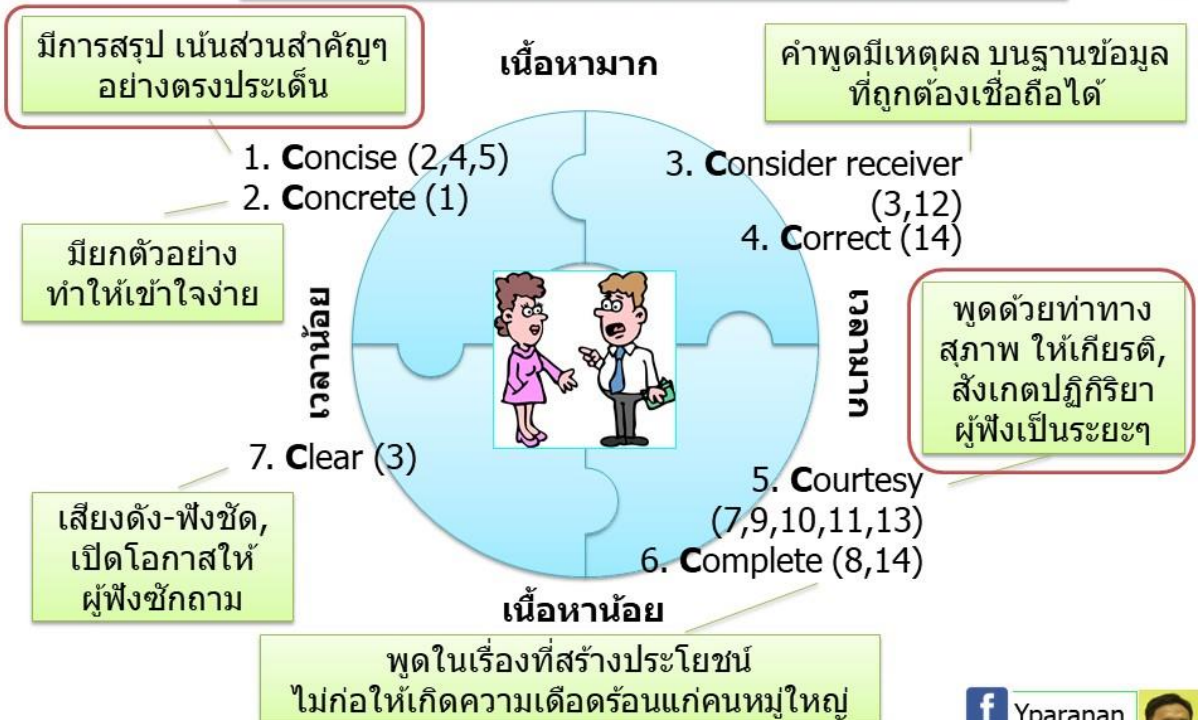 มีการสรุป เน้นส่วนสำคัญๆ
อย่างตรงประเด็น
เนื้อหามาก
คำพูดมีเหตุผล บนฐานข้อมูล
ที่ถูกต้องเชื่อถือได้
1. Concise (2,4,5)
2. Concrete (1)
3. Consider receiver
(3,12)
4. Correct (14)
มียกตัวอย่าง
ทำให้เข้าใจง่าย
เวลาน้อย
เวลามาก
พูดด้วยท่าทาง
สุภาพ ให้เกียรติ,
สังเกตปฏิกิริยา
ผู้ฟังเป็นระยะๆ
7. Clear (3)
5. Courtesy
(7,9,10,11,13)
6. Complete (8,14)
เสียงดัง-ฟังชัด,
เปิดโอกาสให้
ผู้ฟังซักถาม
เนื้อหาน้อย
พูดในเรื่องที่สร้างประโยชน์
ไม่ก่อให้เกิดความเดือดร้อนแก่คนหมู่ใหญ่
f Yparanan